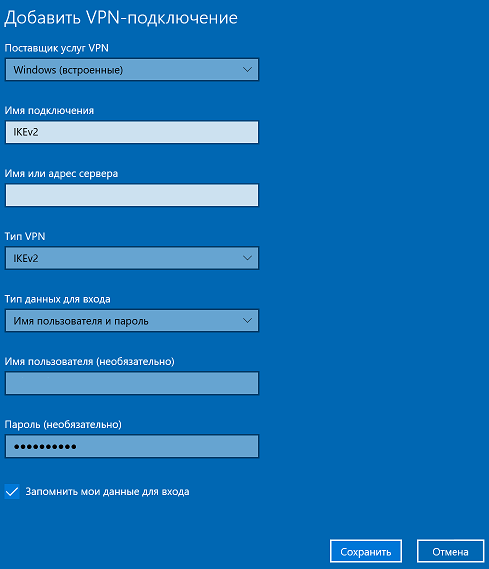 Добавить VPN-подключение
Поставщик услуг VPN
Windows (встроенные)
Имя подключения
IKEv2
Имя или адрес сервера
Тип VPN
IKEv2
Тип данных для входа
Имя пользователя и пароль
Имя пользователя (необязательно)
Пароль (необязательно)
••••••••••
Запомнить мои данные для входа
Сохранить
Отмена